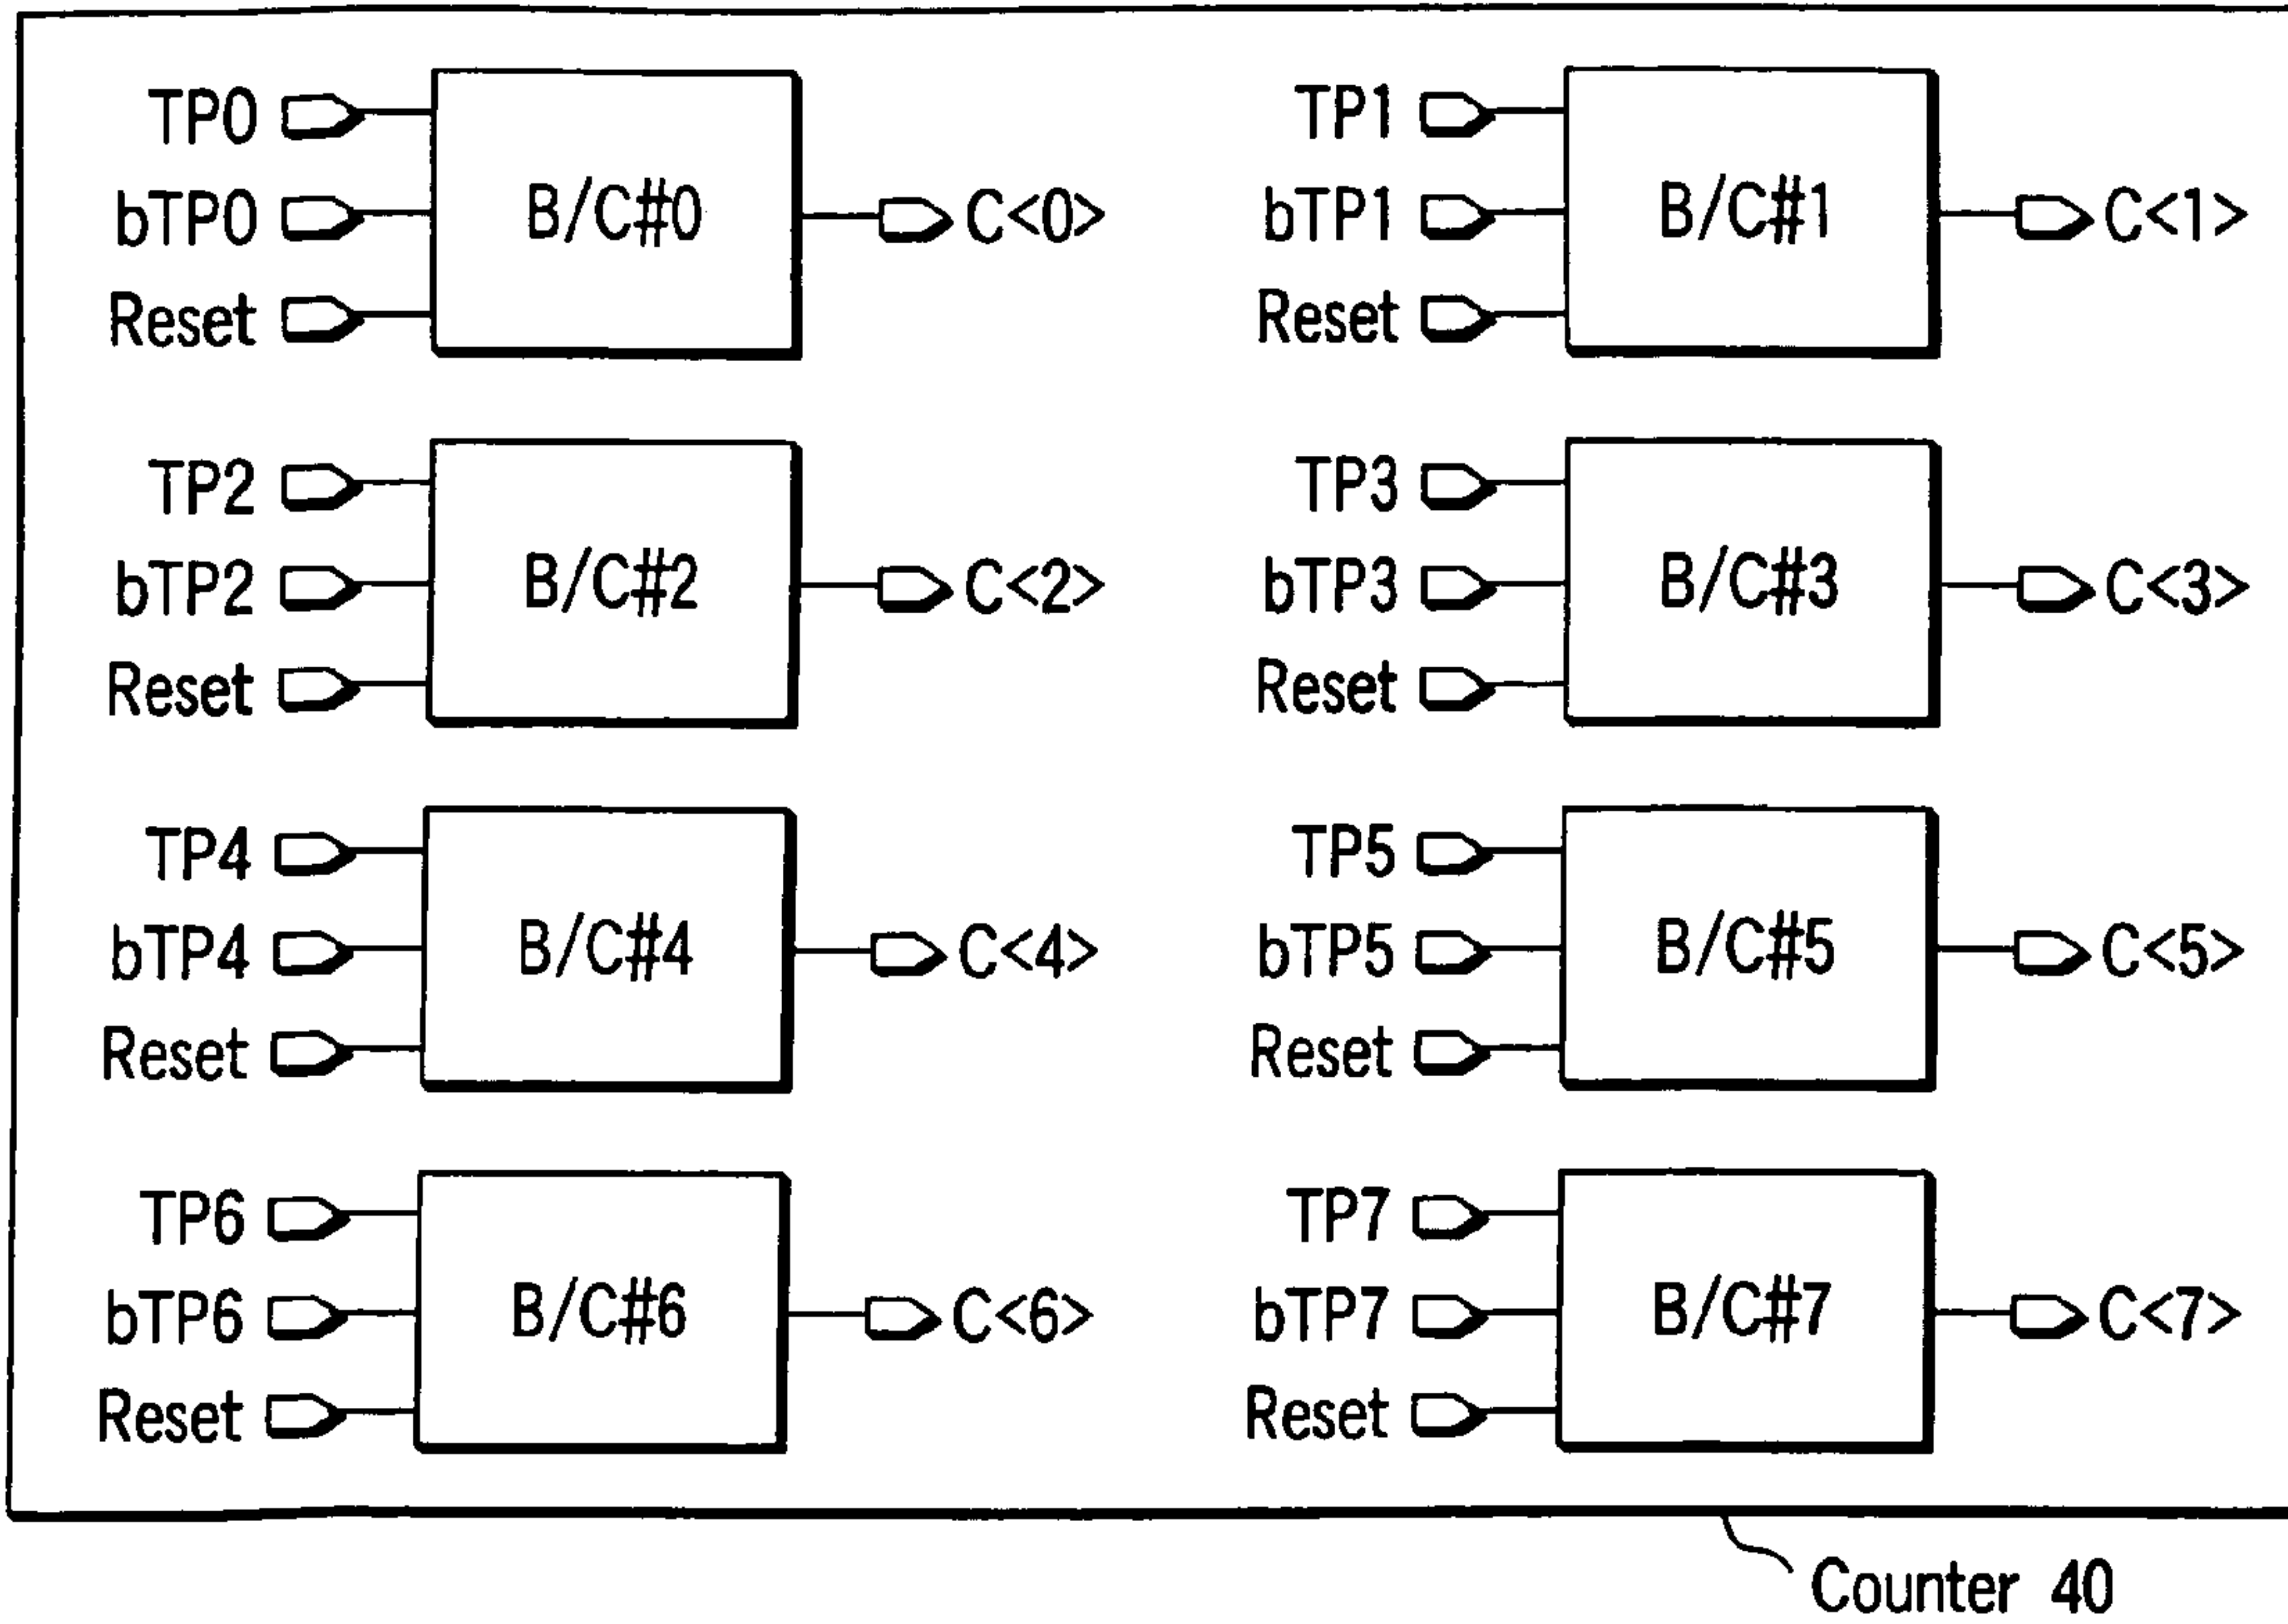 TP0
bTP0 B/C#0 C<0>
Reset
TP1
bTP1 B/C#1 C<1>
Reset
TP2
bTP2 B/C#2 C<2>
Reset
TP3
bTP3 B/C#3 C<3>
Reset
TP4
bTP4 B/C#4 C<4>
Reset
TP5
bTP5 B/C#5 C<5>
Reset
TP6
bTP6 B/C#6 C<6>
Reset
TP7
bTP7 B/C#7 C<7>
Reset
Counter 40